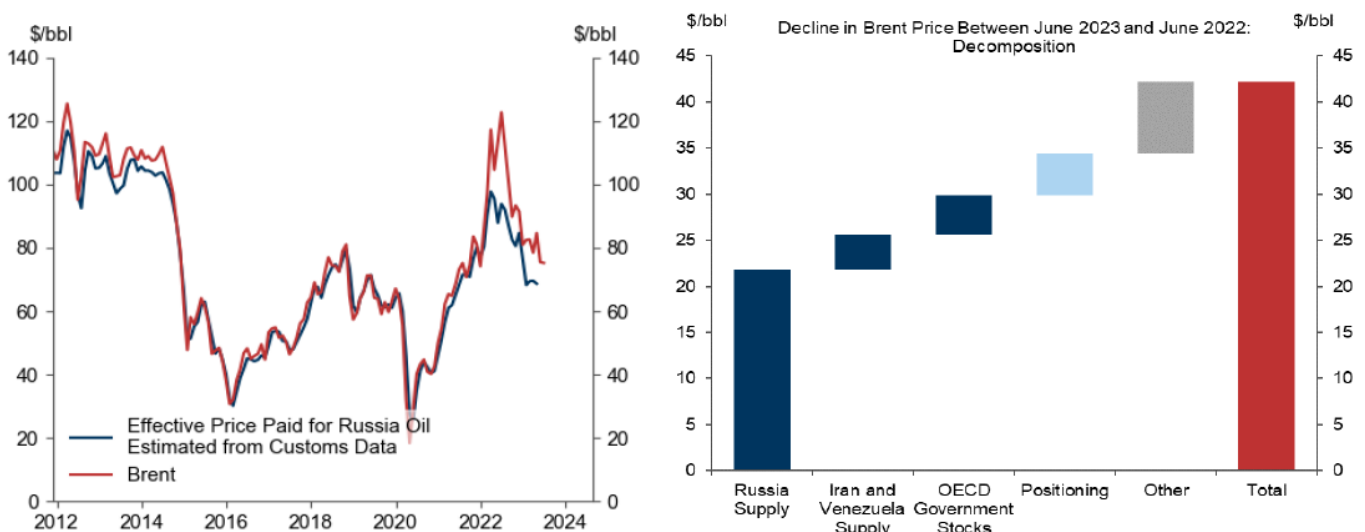 $/bbl
$/bbl
140
120
100
80
60
40
20
0
140
120
100
80
60
40
20
0
2012
2014
2016
2018
2020
2022
2024
Effective Price Paid for Russia Oil
Estimated from Customs Data
Brent
$/bbl
$/bbl
Decline in Brent Price Between June 2023 and June 2022:
Decomposition
45
40
35
30
25
20
15
10
5
0
45
40
35
30
25
20
15
10
5
0
Russia
Supply
Iran and
Venezuela
Supply
OECD
Government
Stocks
Positioning
Other
Total